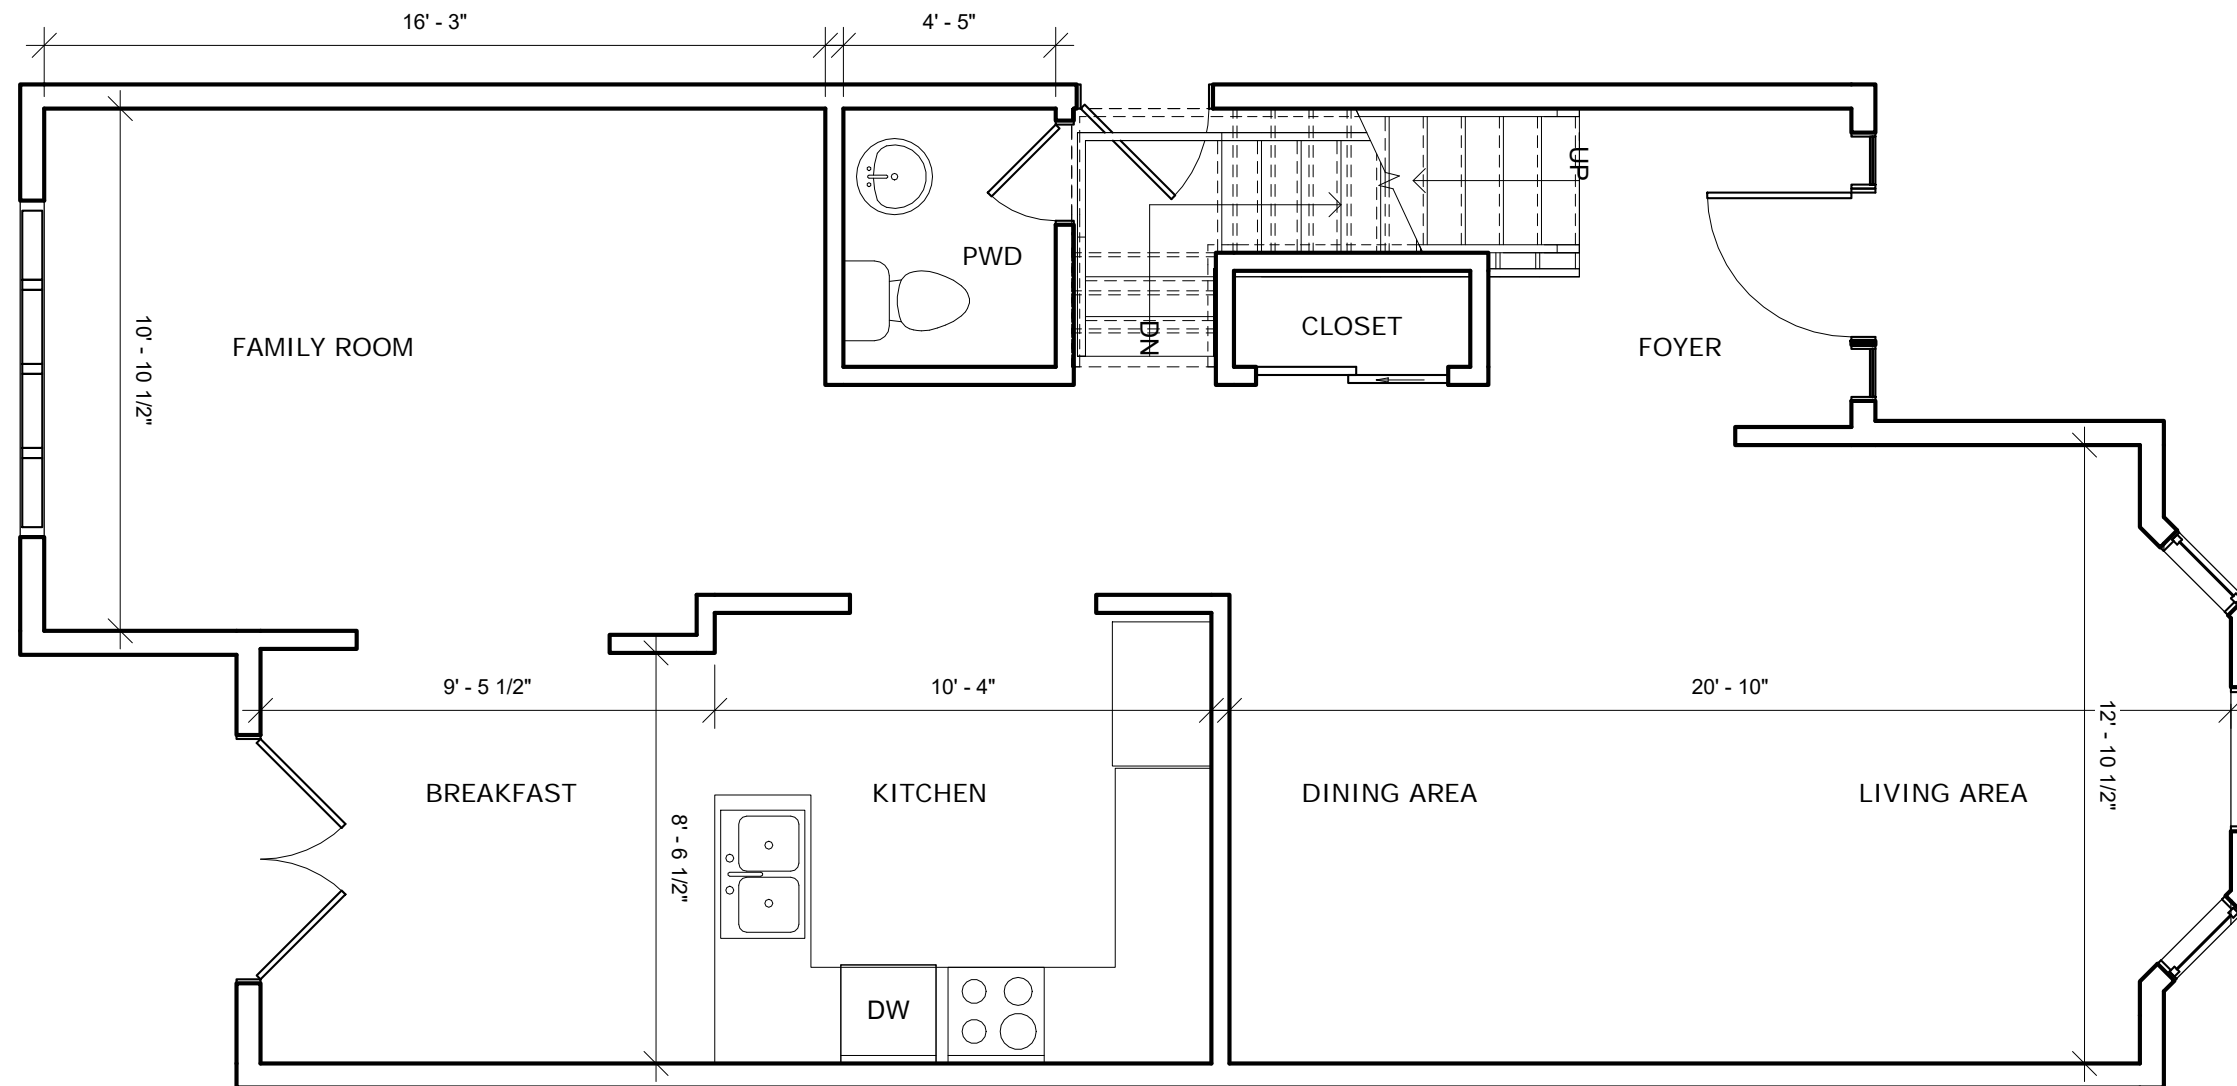 16' - 3"
4' - 5"
UP
PWD
10' - 10 1/2"
FAMILY ROOM
DN
CLOSET
FOYER
9' - 5 1/2"
10' - 4"
20' - 10"
12' - 10 1/2"
BREAKFAST
KITCHEN
DINING AREA
LIVING AREA
8' - 6 1/2"
DW